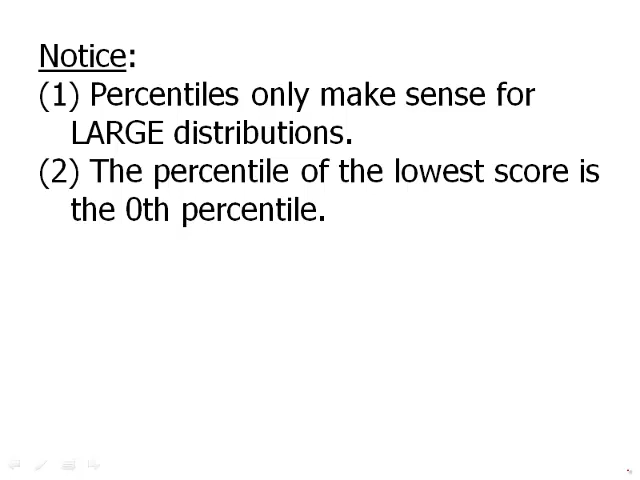 Notice:
(1) Percentiles only make sense for
LARGE distributions.
(2) The percentile of the lowest score is
the 0th percentile.